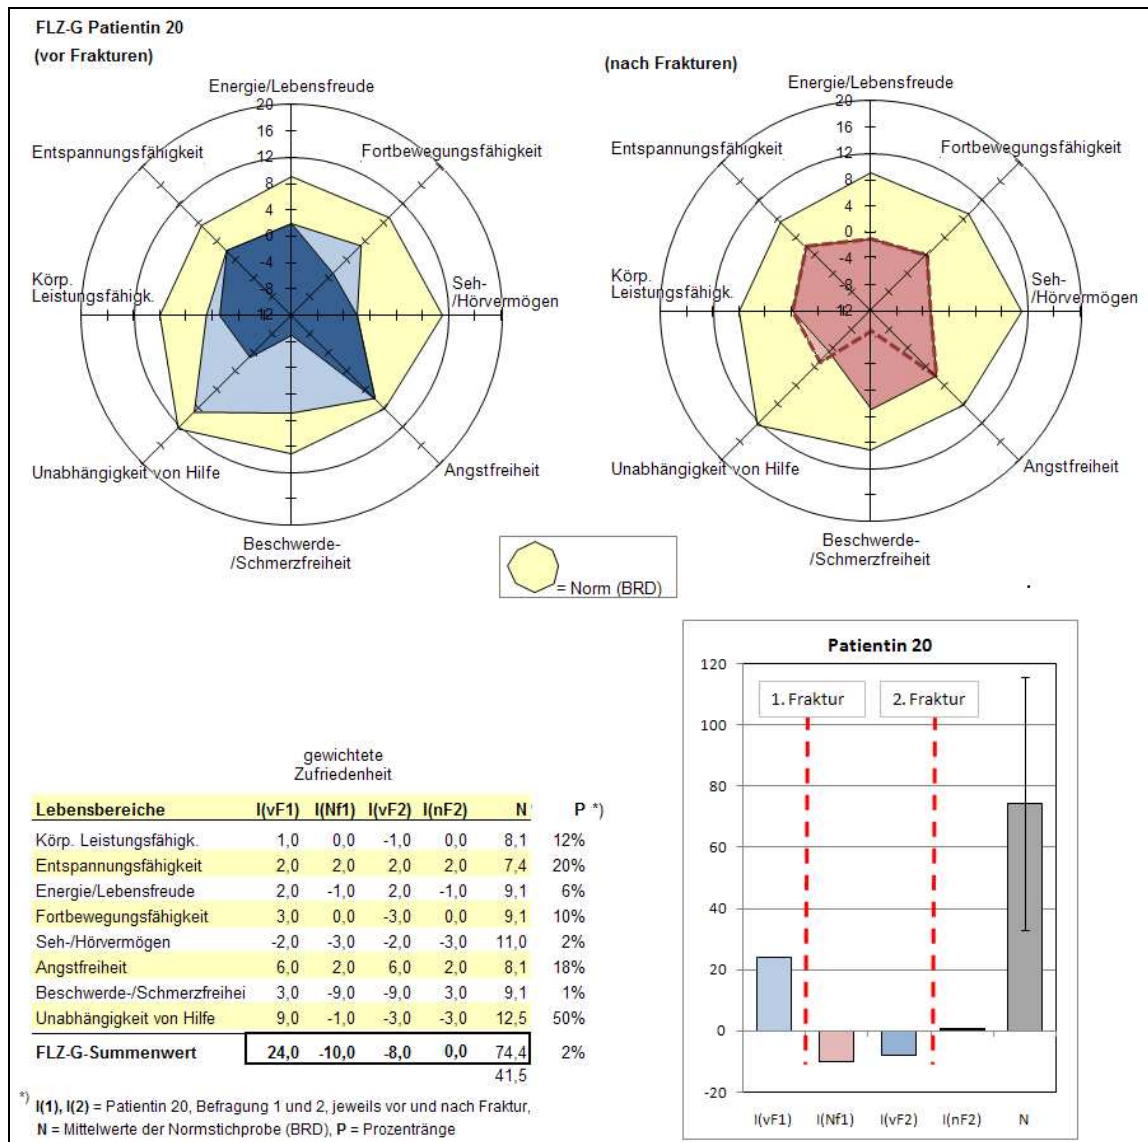 FLZ-G Patientin 20
(vor Frakturen)
Energie/Lebensfreude
20
16
12
8
4
0
-4
-8
12
Entspannungsfähigkeit
Fortbewegungsfähigkeit
Körp.
Leistungsfähigk.
Seh-
-/Hörvermögen
Unabhängigkeit von Hilfe
Angstfreiheit
Beschwerde-
-/Schmerzfreiheit
(nach Frakturen)
Energie/Lebensfreude
20
16
12
8
4
0
-4
-8
12
Entspannungsfähigkeit
Fortbewegungsfähigkeit
Körp.
Leistungsfähigk.
Seh-
-/Hörvermögen
Unabhängigkeit von Hilfe
Angstfreiheit
Beschwerde-
-/Schmerzfreiheit
= Norm (BRD)
gewichtete
Zufriedenheit
Lebensbereiche I(vF1) I(Nf1) I(vF2) I(nF2) N P *)
Körp. Leistungsfähigk. 1,0 0,0 -1,0 0,0 8,1 12%
Entspannungsfähigkeit 2,0 2,0 2,0 2,0 7,4 20%
Energie/Lebensfreude 2,0 -1,0 2,0 -1,0 9,1 6%
Fortbewegungsfähigkeit 3,0 0,0 -3,0 0,0 9,1 10%
Seh-/Hörvermögen -2,0 -3,0 -2,0 -3,0 11,0 2%
Angstfreiheit 6,0 2,0 6,0 2,0 8,1 18%
Beschwerde-/Schmerzfreihei 3,0 -9,0 -9,0 3,0 9,1 1%
Unabhängigkeit von Hilfe 9,0 -1,0 -3,0 -3,0 12,5 50%
FLZ-G-Summenwert 24,0 -10,0 -8,0 0,0 74,4 2%
41,5
*) I(1), I(2) = Patientin 20, Befragung 1 und 2, jeweils vor und nach Fraktur,
N = Mittelwerte der Normstichprobe (BRD), P = Prozentränge
Patientin 20
120
100
80
60
40
20
0
-20
1. Fraktur
2. Fraktur
I(vF1) I(Nf1) I(vF2) I(nF2) N